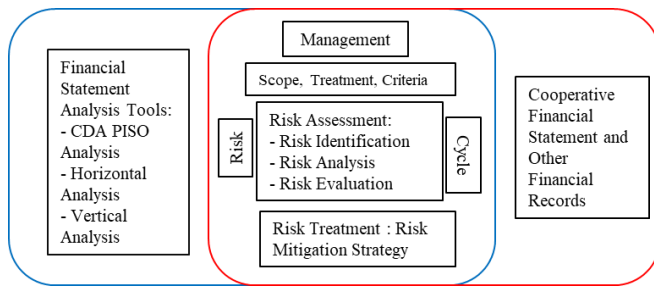 Financial
Statement
Analysis Tools:
- CDA PISO
Analysis
- Horizontal
Analysis
- Vertical
Analysis
Management
Scope, Treatment, Criteria
Risk
Risk Assessment:
- Risk Identification
- Risk Analysis
- Risk Evaluation
Cycle
Risk Treatment : Risk
Mitigation Strategy
Cooperative
Financial
Statement and
Other
Financial
Records